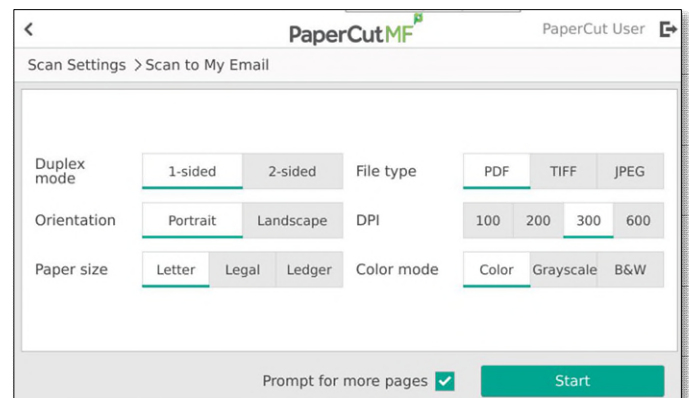 < PaperCutMF PaperCut User
Scan Settings > Scan to My Email
Duplex mode 1-sided 2-sided File type PDF TIFF JPEG
Orientation Portrait Landscape DPI 100 200 300 600
Paper size Letter Legal Ledger Color mode Color Grayscale B&W
Prompt for more pages Start